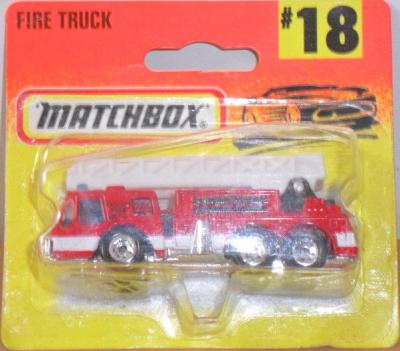 FIRE TRUCK
#18
MATCHBOX